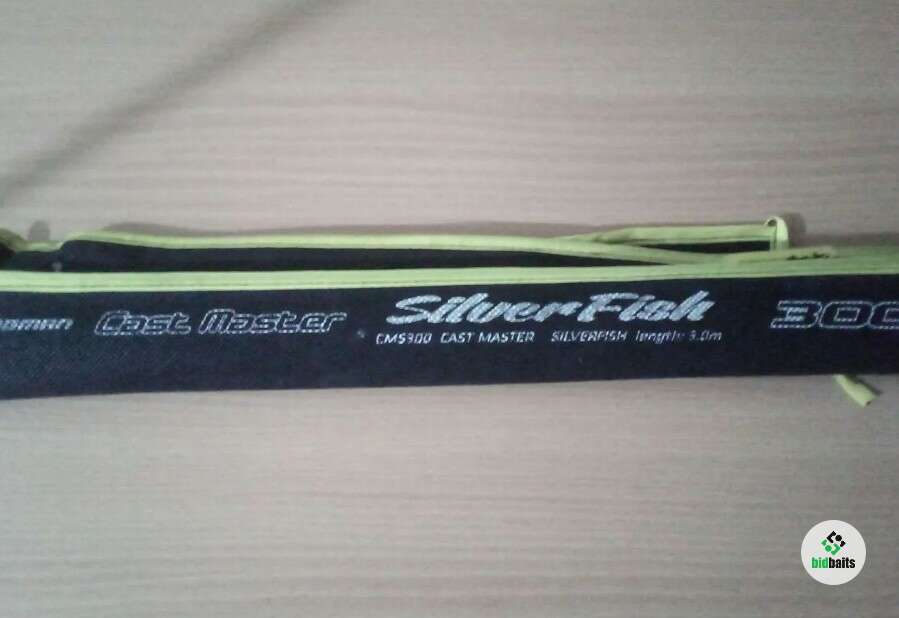 Cast Master SilverFish 300
CMS300 CAST MASTER SILVERFISH length: 3.0m
bidbaits